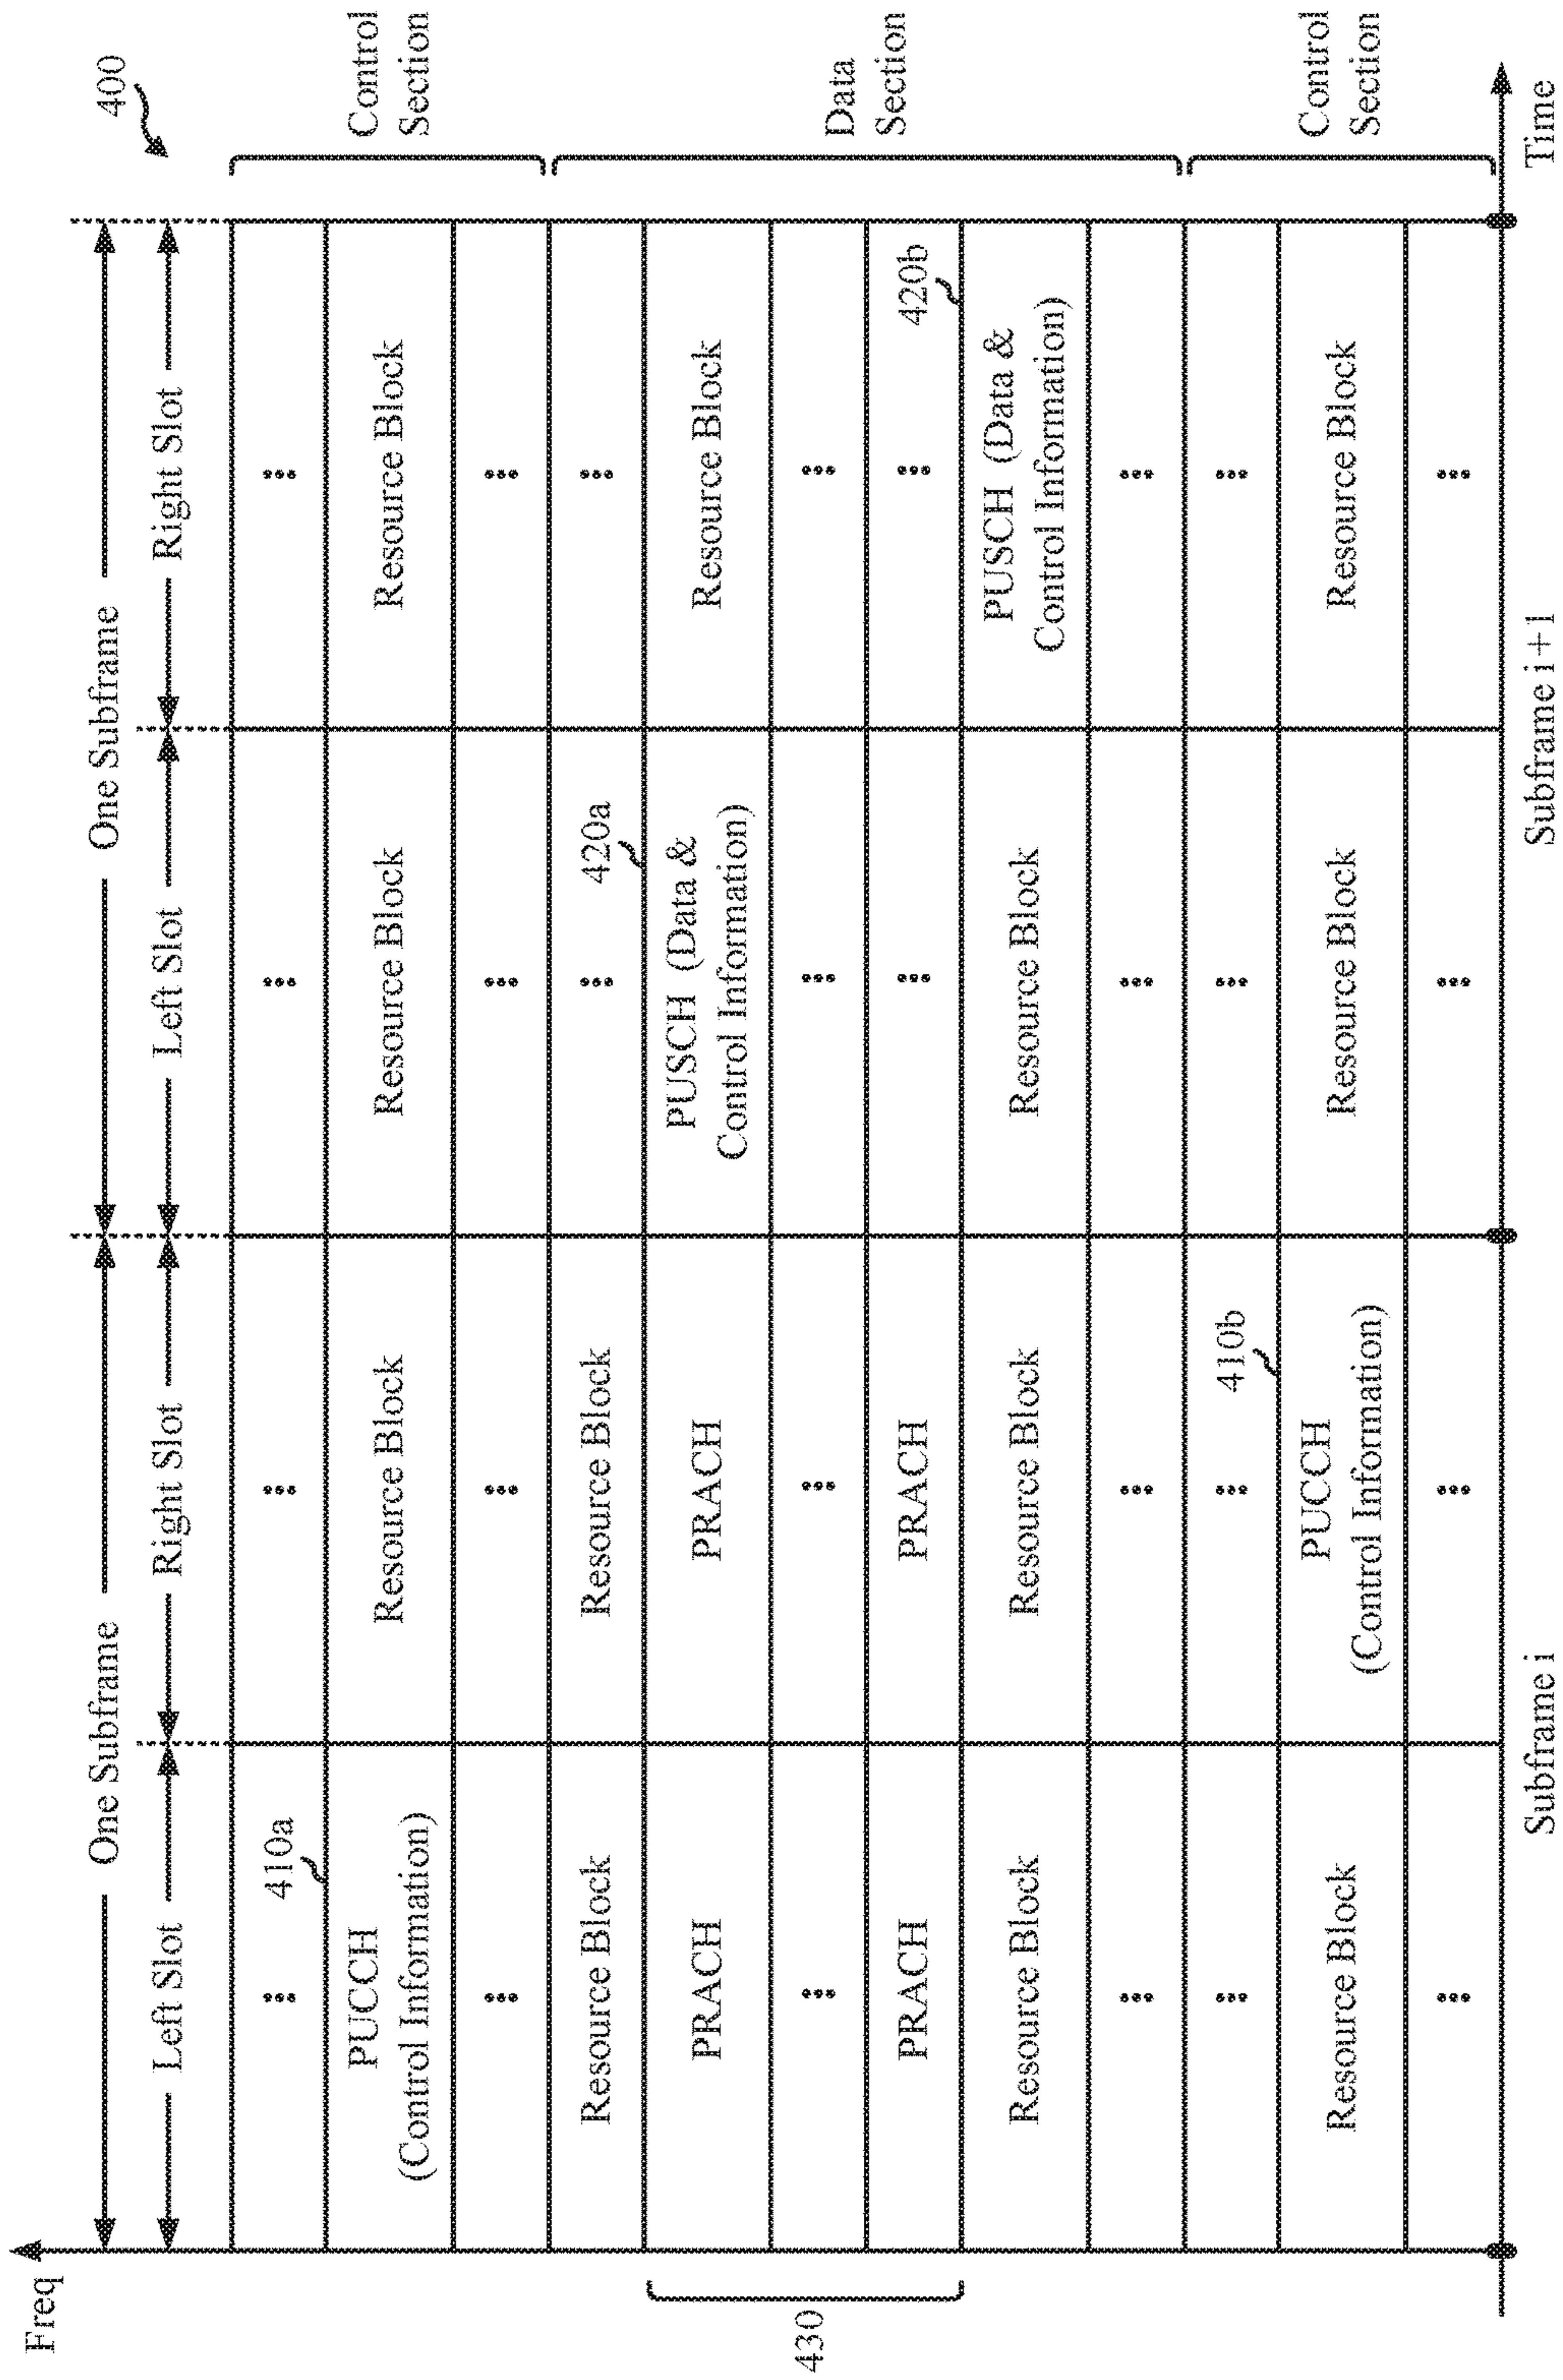 400
One Subframe
One Subframe
Left Slot
Right Slot
Left Slot
Right Slot
Freq
410a
PUCCH
(Control Information)
Resource Block
Resource Block
Resource Block
Control
Section
420a
Resource Block
Resource Block
430
PRACH
PRACH
PUSCH (Data &
Control Information)
Resource Block
Data
Section
420b
PRACH
PRACH
Resource Block
Resource Block
Resource Block
PUSCH (Data &
Control Information)
410b
Resource Block
PUCCH
(Control Information)
Resource Block
Resource Block
Control
Section
Subframe i
Subframe i+1
Time